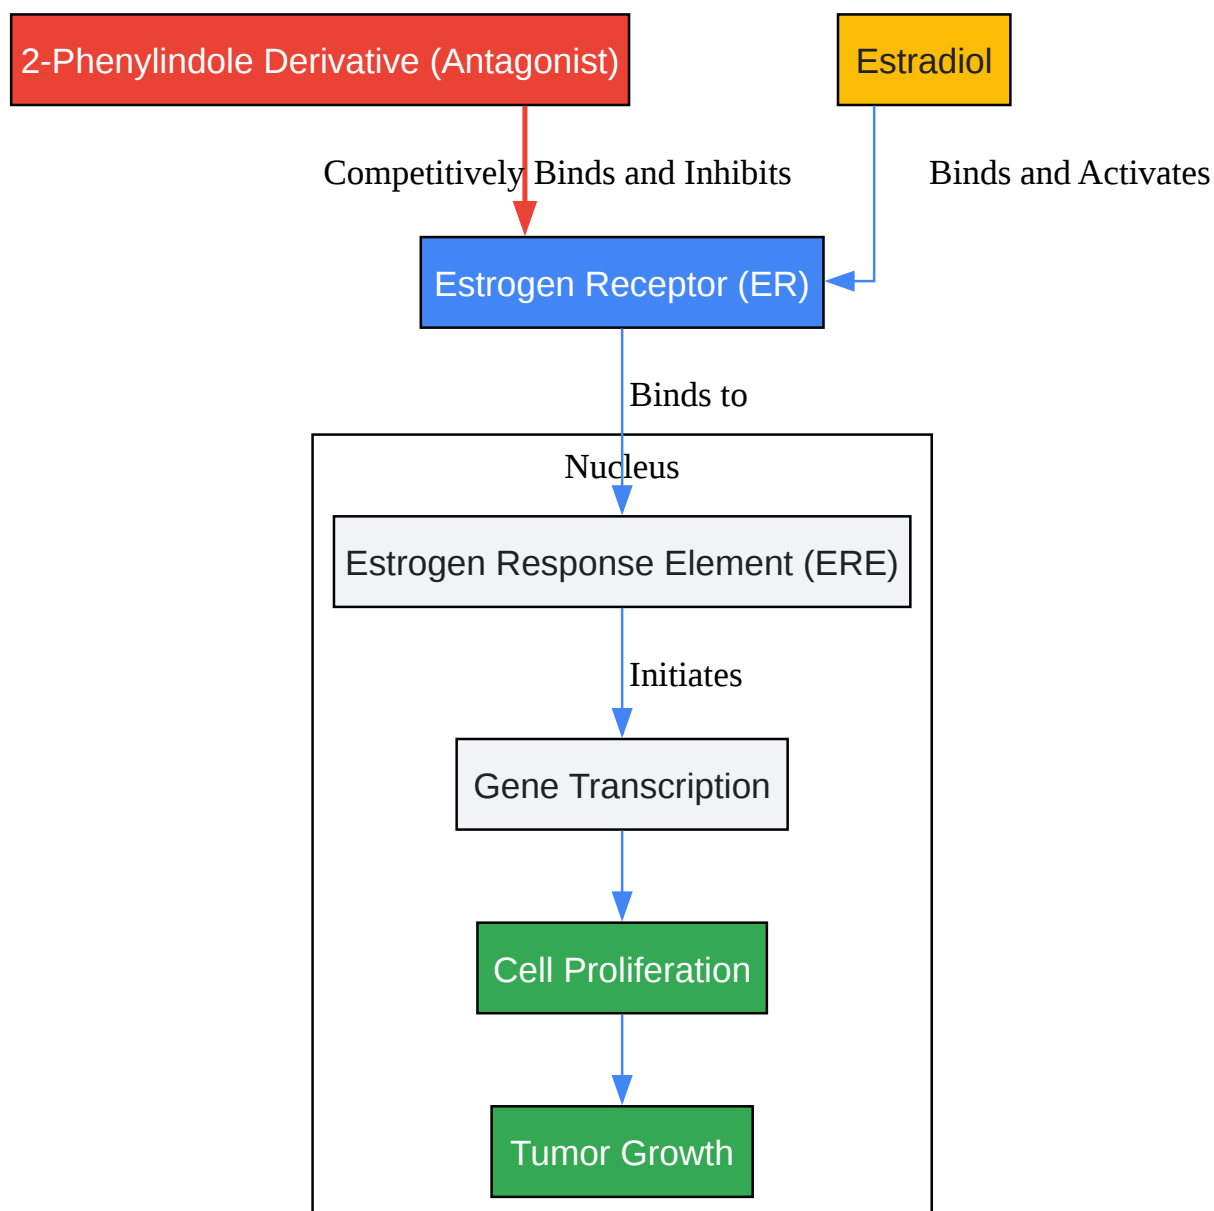 2-Phenylindole Derivative (Antagonist)
Estradiol
Competitively Binds and Inhibits
Binds and Activates
Estrogen Receptor (ER)
Binds to
Nucleus
Estrogen Response Element (ERE)
Initiates
Gene Transcription
Cell Proliferation
Tumor Growth